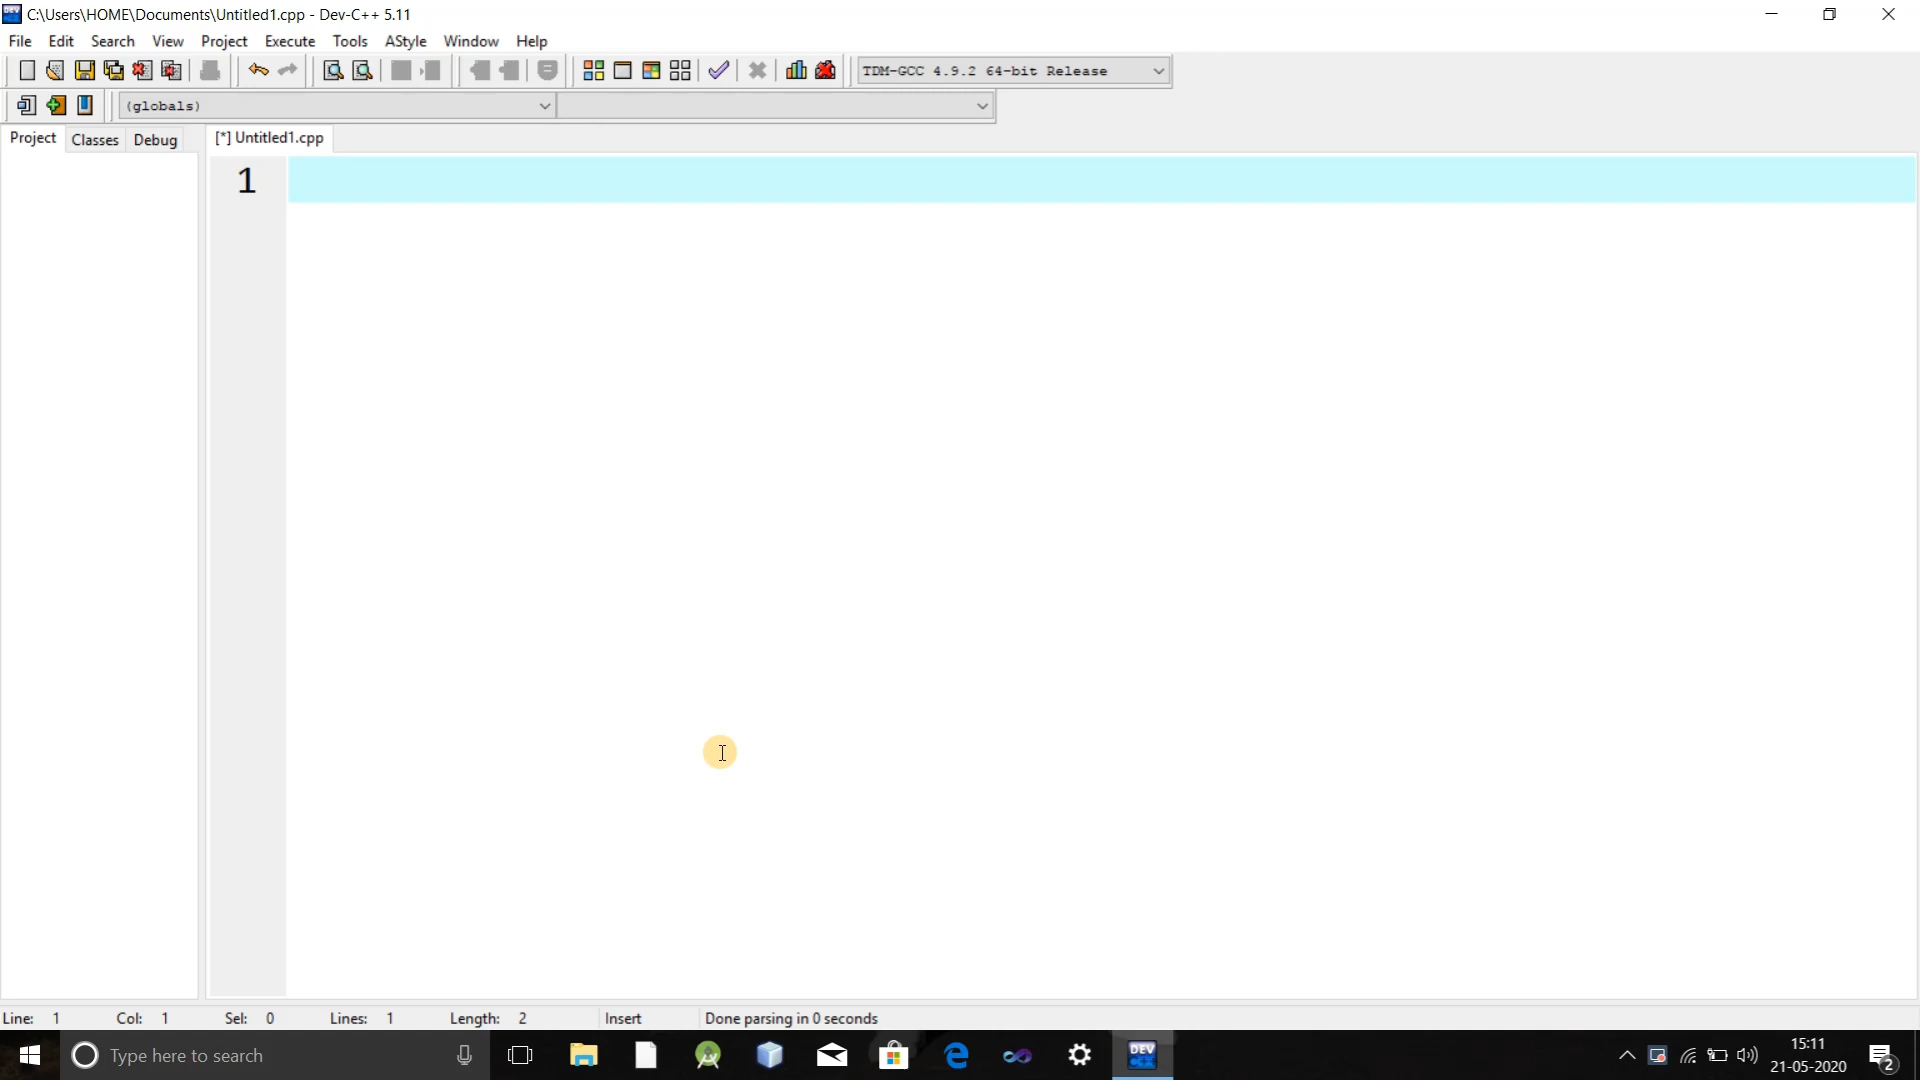 C:\Users\HOME\Documents\Untitled1.cpp - Dev-C++ 5.11
File Edit Search View Project Execute Tools AStyle Window Help
TDM-GCC 4.9.2 64-bit Release
(globals)
Project Classes Debug [*] Untitled1.cpp
1
Line: 1 Col: 1 Sel: 0 Lines: 1 Length: 2 Insert Done parsing in 0 seconds
Type here to search
DEV C++
15:11
21-05-2020
2